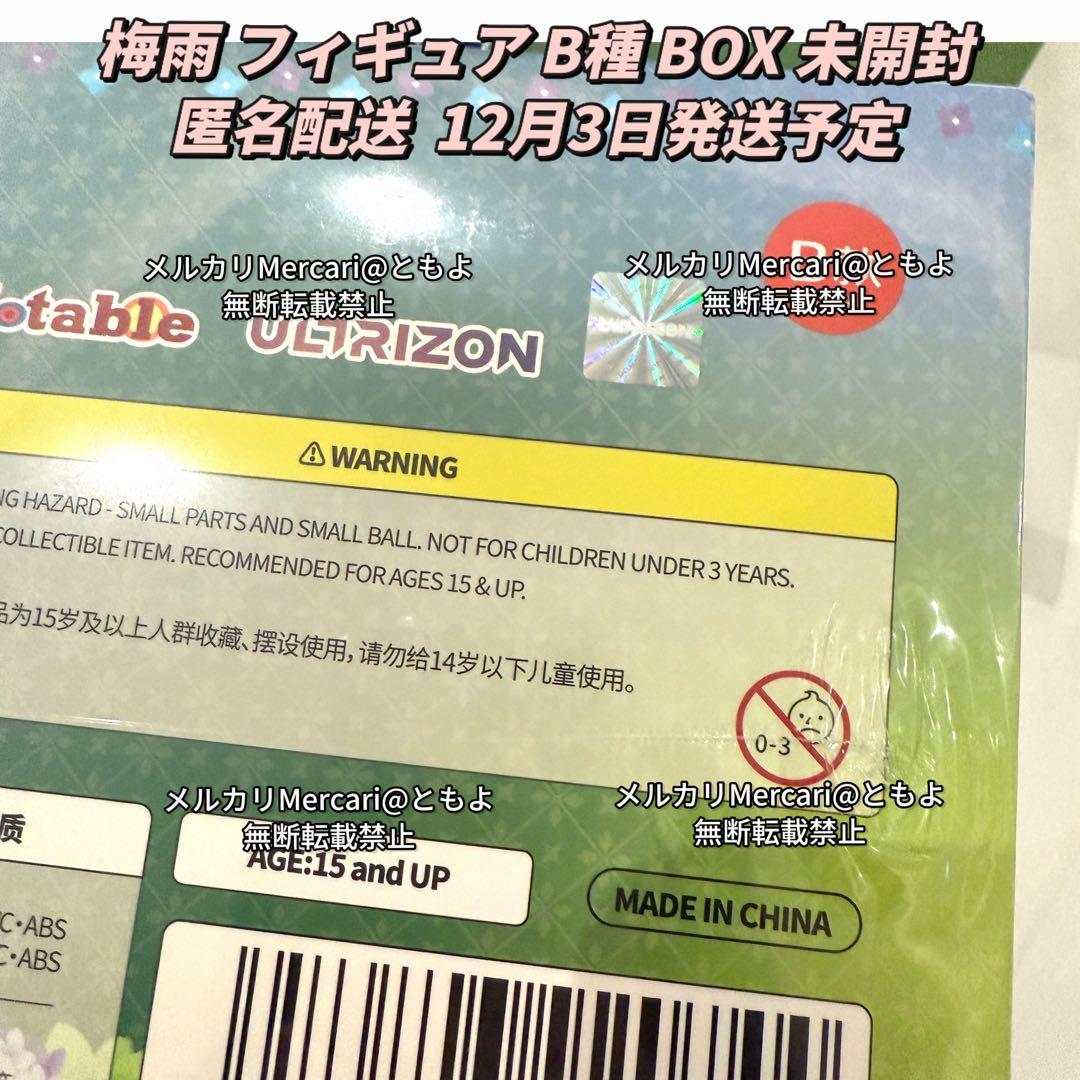 梅雨 フィギュア B種 BOX 未開封
匿名配送 12月3日発送予定
メルカリMercari@ともよ
無断転載禁止
メルカリMercari@ともよ
無断転載禁止
otable
ULTRIZON
WARNING
NG HAZARD - SMALL PARTS AND SMALL BALL. NOT FOR CHILDREN UNDER 3 YEARS.
COLLECTIBLE ITEM. RECOMMENDED FOR AGES 15 & UP.
品为15岁及以上人群收藏、摆设使用，请勿给14岁以下儿童使用。
0-3
メルカリMercari@ともよ
無断転載禁止
メルカリMercari@ともよ
無断転載禁止
质
AGE:15 and UP
MADE IN CHINA
C·ABS
C·ABS